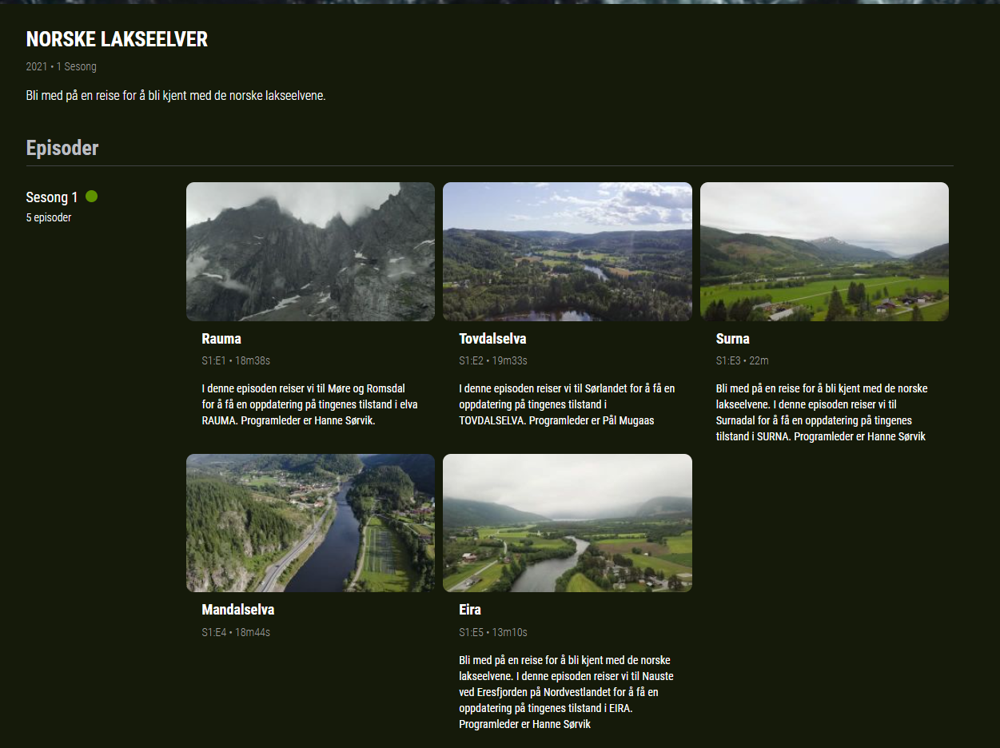 NORSKE LAKSEELVER
2021 • 1 Sesong
Bli med på en reise for å bli kjent med de norske lakseelvene.
Episoder
Sesong 1
5 episoder
Rauma
S1:E1 • 18m38s
I denne episoden reiser vi til Møre og Romsdal
for å få en oppdatering på tingenes tilstand i elva
RAUMA. Programleder er Hanne Sørvik.
Tovdalselva
S1:E2 • 19m33s
I denne episoden reiser vi til Sørlandet for å få en
oppdatering på tingenes tilstand i
TOVDALSELVA. Programleder er Pål Mugaas
Surna
S1:E3 • 22m
Bli med på en reise for å bli kjent med de norske
lakseelvene. I denne episoden reiser vi til
Surnadal for å få en oppdatering på tingenes
tilstand i SURNA. Programleder er Hanne Sørvik
Mandalselva
S1:E4 • 18m44s
Eira
S1:E5 • 13m10s
Bli med på en reise for å bli kjent med de norske
lakseelvene. I denne episoden reiser vi til Nauste
ved Eresfjorden på Nordvestlandet for å få en
oppdatering på tingenes tilstand i EIRA.
Programleder er Hanne Sørvik